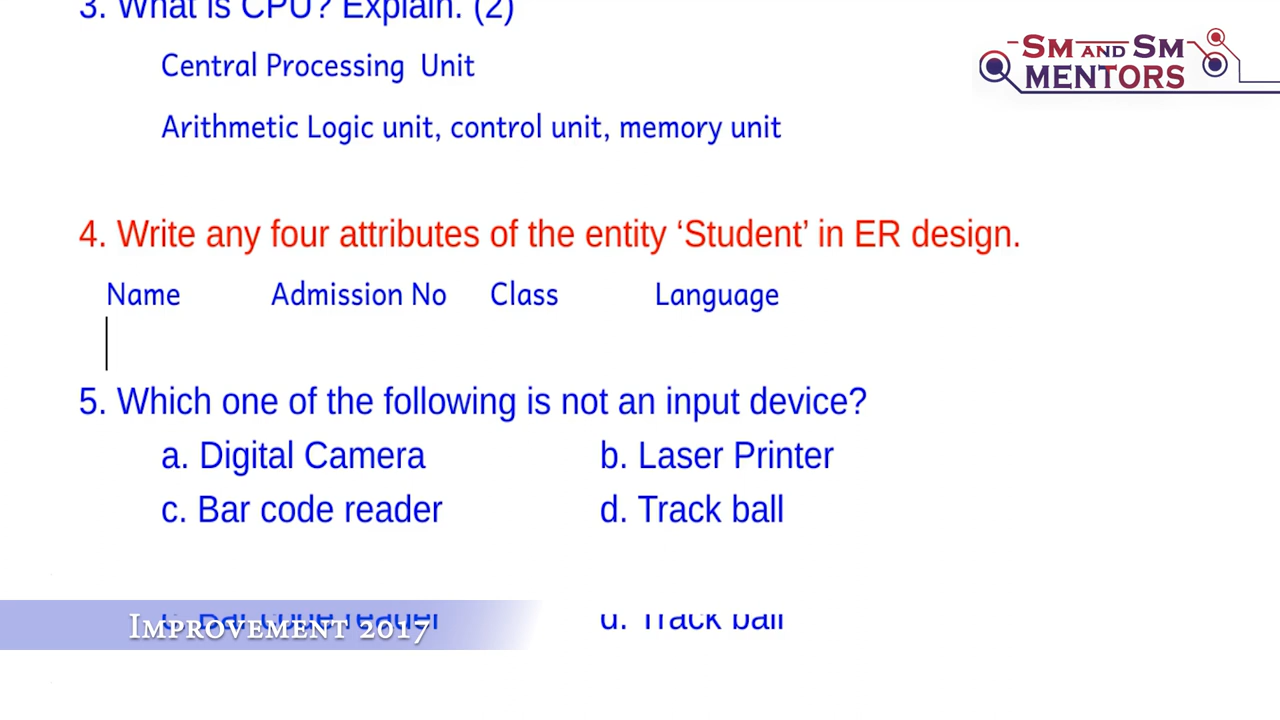 3. What is CPU? Explain. (2)
SM AND SM
MENTORS
Central Processing Unit
Arithmetic Logic unit, control unit, memory unit
4. Write any four attributes of the entity ‘Student’ in ER design.
Name Admission No Class Language
5. Which one of the following is not an input device?
a. Digital Camera b. Laser Printer
c. Bar code reader d. Track ball
IMPROVEMENT 2017
c. Bar code reader d. Track ball